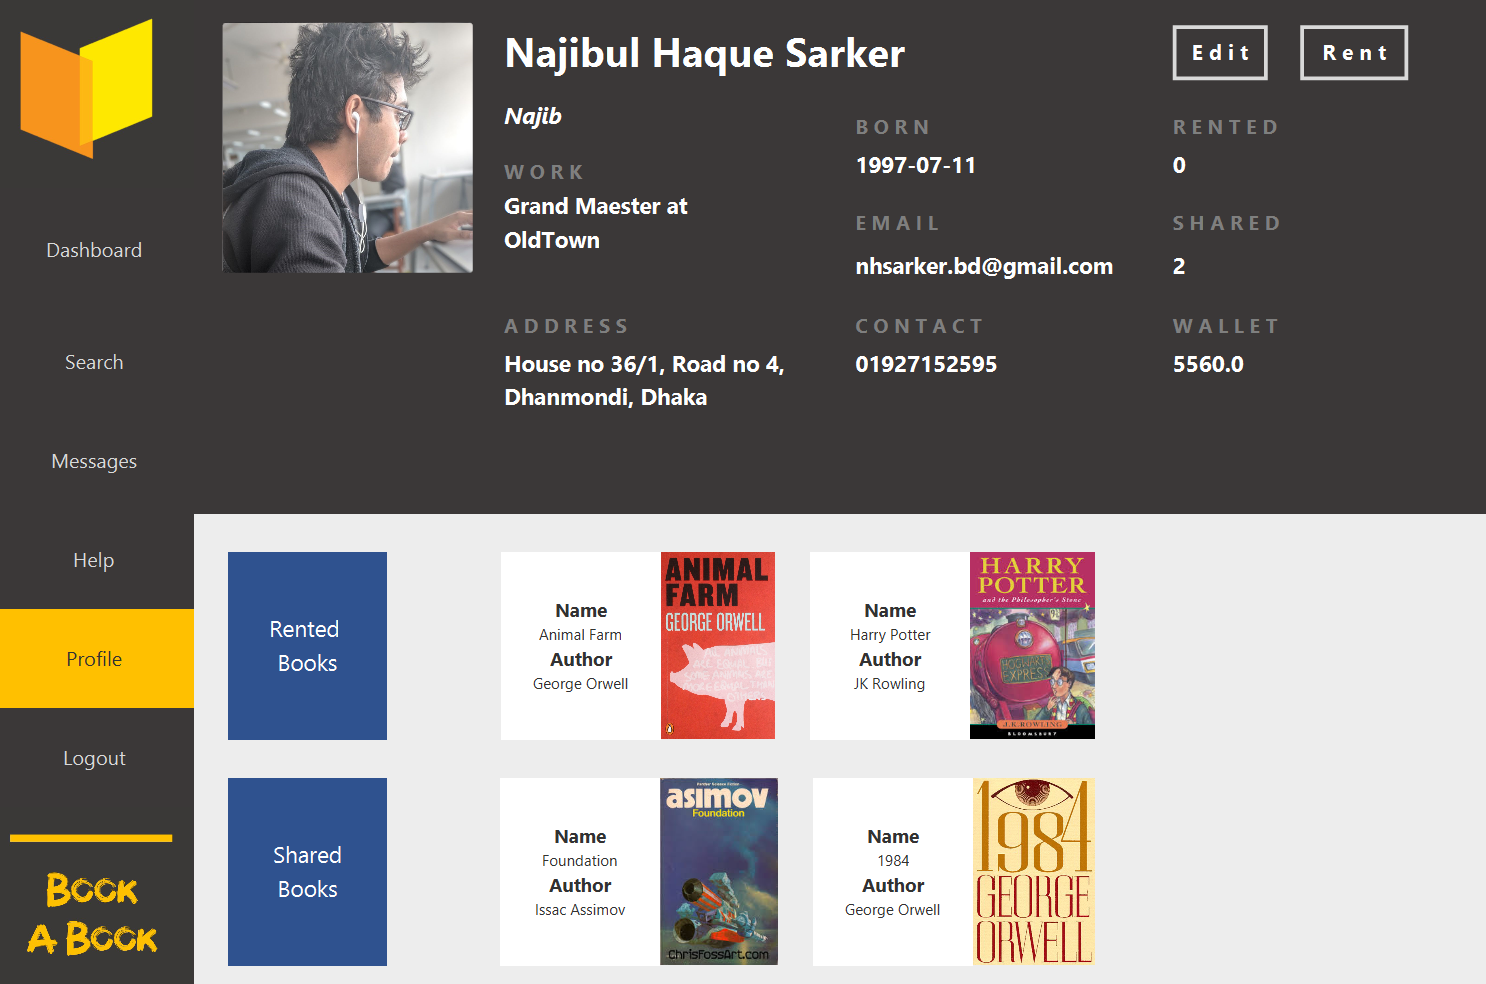 Najibul Haque Sarker
Edit
Rent
Najib
WORK
Grand Maester at
OldTown
ADDRESS
House no 36/1, Road no 4,
Dhanmondi, Dhaka
BORN
1997-07-11
EMAIL
nhsarker.bd@gmail.com
CONTACT
01927152595
RENTED
0
SHARED
2
WALLET
5560.0
Dashboard
Search
Messages
Help
Profile
Logout
BOOK
A BOOK
Rented
Books
Name
Animal Farm
Author
George Orwell
ANIMAL
FARM
GEORGE ORWELL
Name
Harry Potter
Author
JK Rowling
HARRY
POTTER
and the Philosopher's Stone
HOGWARTS
EXPRESS
J.K. ROWLING
BLOOMSBURY
Shared
Books
Name
Foundation
Author
Issac Assimov
asimov
Foundation
ChrisFossArt.com
Name
1984
Author
George Orwell
1984
GEORGE
ORWELL